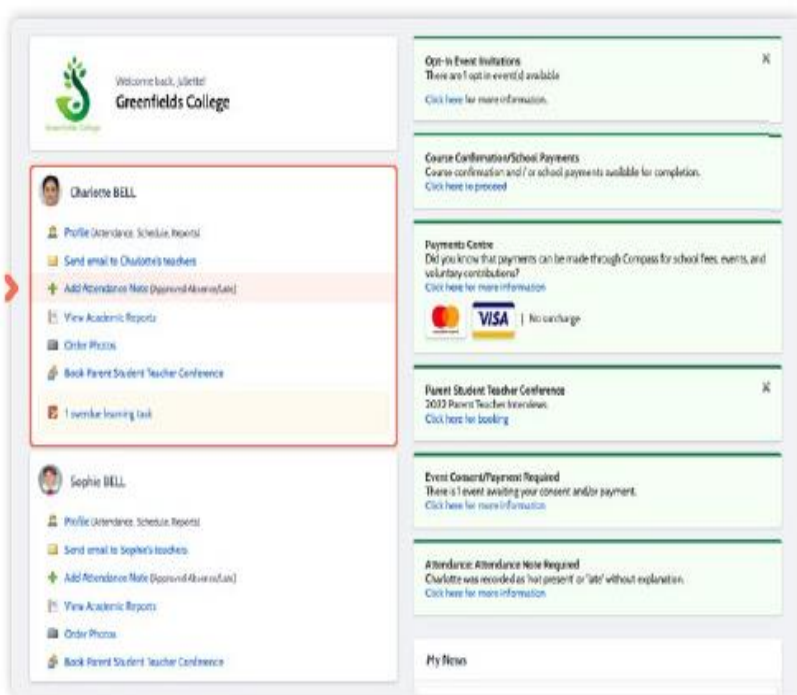 Welcome back, Juliette!
Greenfields College
Greenfields College
Charlotte BELL
Profile (Attendance, Schedule, Reports)
Send email to Charlotte's teachers
Add Attendance Note (Approved Absence/Late)
View Academic Reports
Order Photos
Book Parent Student Teacher Conference
1 overdue learning task
Sophie BELL
Profile (Attendance, Schedule, Reports)
Send email to Sophie's teachers
Add Attendance Note (Approved Absence/Late)
View Academic Reports
Order Photos
Book Parent Student Teacher Conference
Opt-In Event Invitations
There are 1 opt in event(s) available
Click here for more information.
Course Confirmation/School Payments
Course confirmation and / or school payments available for completion.
Click here to proceed
Payments Centre
Did you know that payments can be made through Compass for school fees, events, and
voluntary contributions?
Click here for more information
VISA | No surcharge
Parent Student Teacher Conference
2022 Parent Teacher Interviews
Click here for booking
Event Consent/Payment Required
There is 1 event awaiting your consent and/or payment.
Click here for more information
Attendance: Attendance Note Required
Charlotte was recorded as 'not present' or 'late' without explanation.
Click here for more information
My News